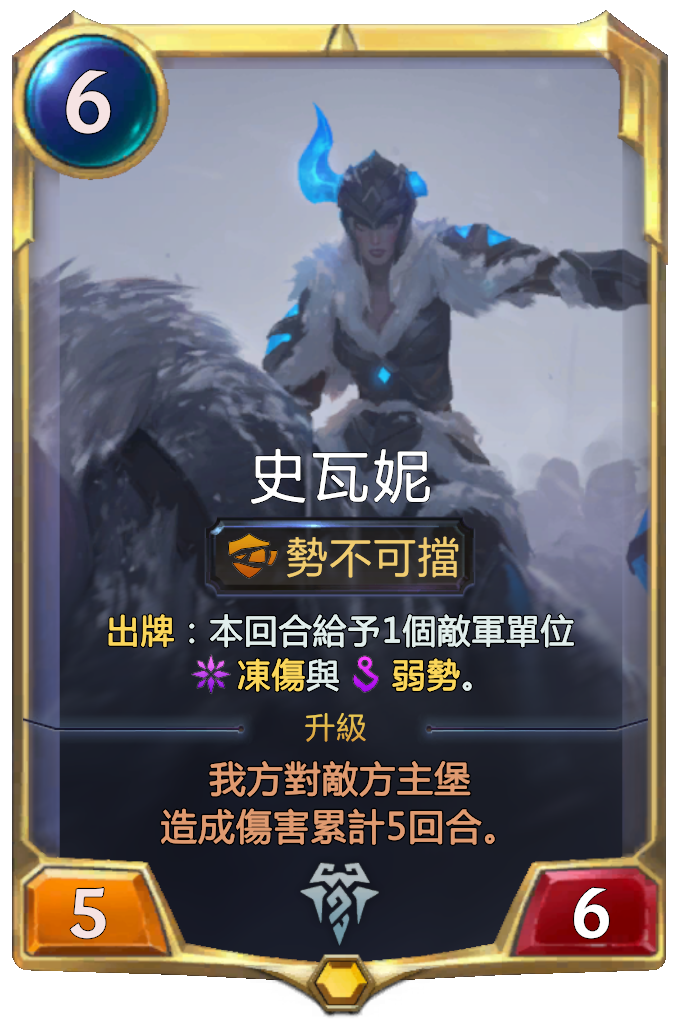 6
史瓦妮
勢不可擋
出牌：本回合給予1個敵軍單位
凍傷與 弱勢。
升級
我方對敵方主堡
造成傷害累計5回合。
5
6